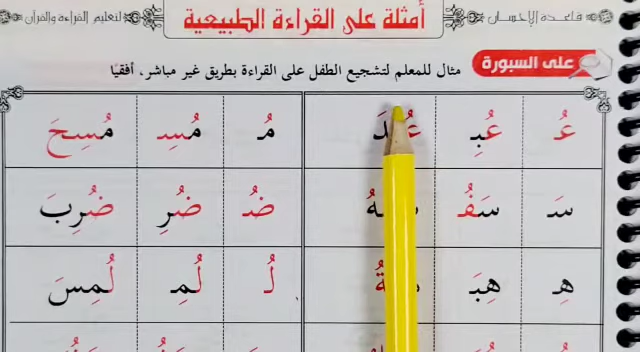 قاعدة الإحسان
أمثلة على القراءة الطبيعية
لتعليم القراءة والقرآن
على السبورة
مثال للمعلم لتشجيع الطفل على القراءة بطريق غير مباشر، أفقيًا
عُ عُبِ مُ مُسِ مُسِحَ
سَ سَفُ ضُ ضُرِ ضُرِبَ
هِ هِبَ لُ لُمِ لُمِسَ